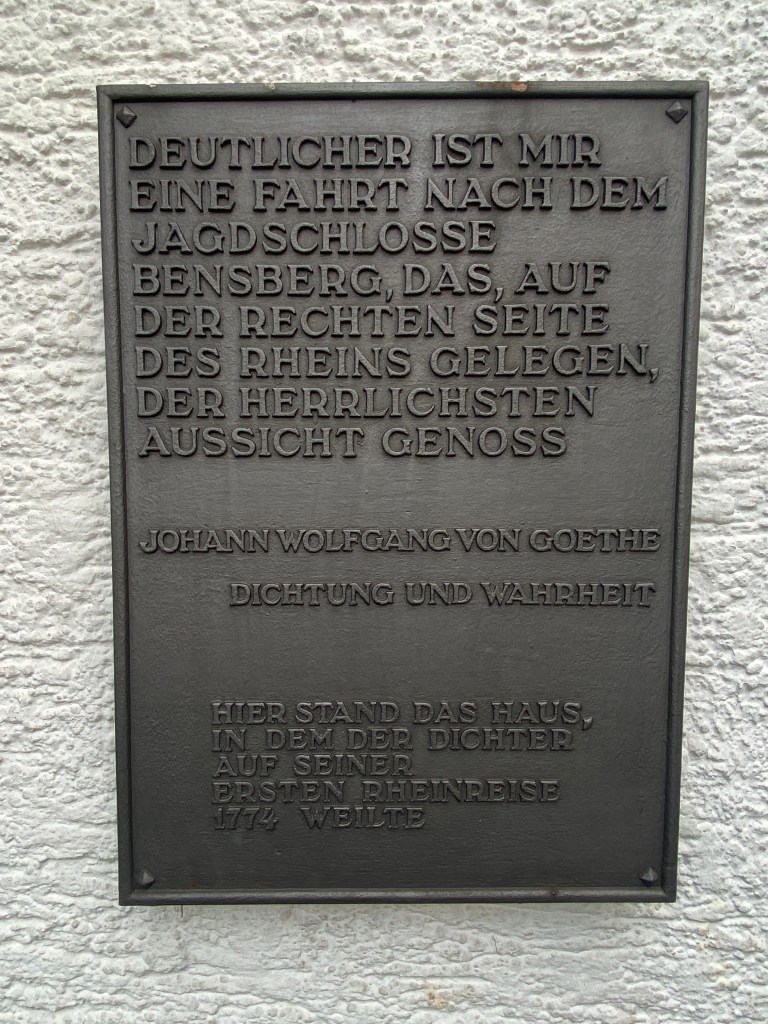 DEUTLICHER IST MIR
EINE FAHRT NACH DEM
JAGDSCHLOSSE
BENSBERG, DAS, AUF
DER RECHTEN SEITE
DES RHEINS GELEGEN,
DER HERRLICHSTEN
AUSSICHT GENOSS
JOHANN WOLFGANG VON GOETHE
DICHTUNG UND WAHRHEIT
HIER STAND DAS HAUS,
IN DEM DER DICHTER
AUF SEINER
ERSTEN RHEINREISE
1774 WEILTE